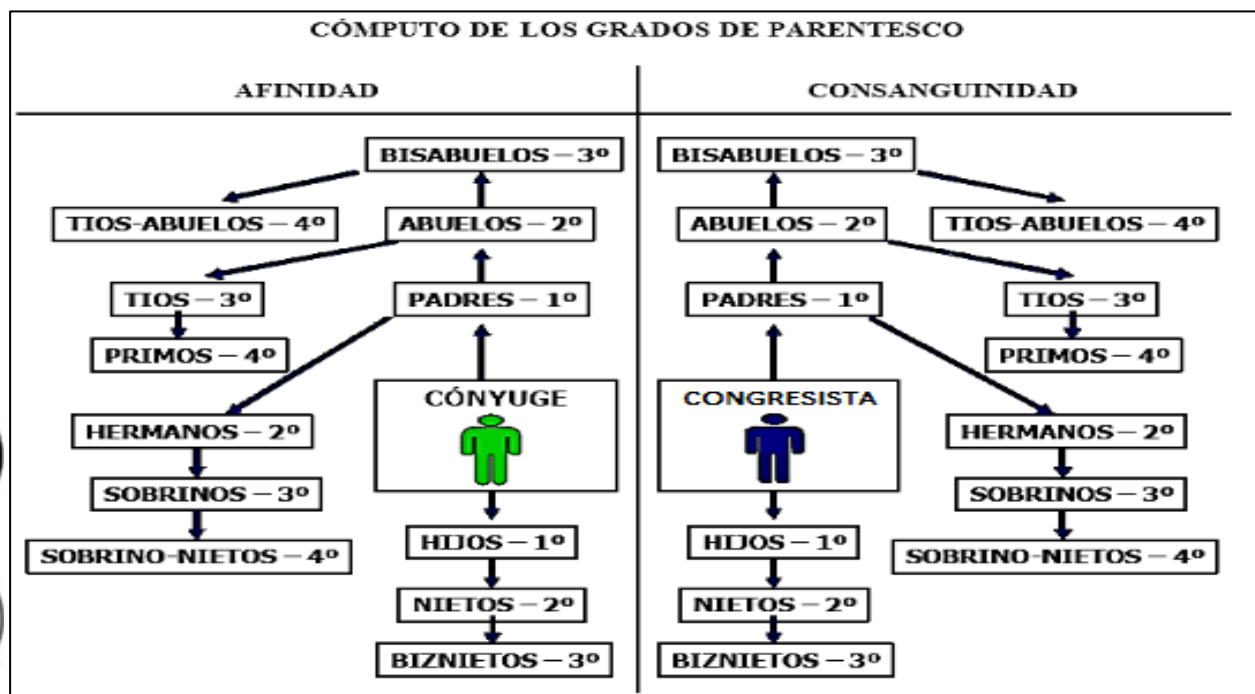 CÓMPUTO DE LOS GRADOS DE PARENTESCO
AFINIDAD
BISABUELOS – 3º
TIOS-ABUELOS – 4º
ABUELOS – 2º
TIOS – 3º
PADRES – 1º
PRIMOS – 4º
CÓNYUGE
HERMANOS – 2º
SOBRINOS – 3º
HIJOS – 1º
SOBRINO-NIETOS – 4º
NIETOS – 2º
BIZNIETOS – 3º
CONSANGUINIDAD
BISABUELOS – 3º
ABUELOS – 2º
TIOS-ABUELOS – 4º
PADRES – 1º
TIOS – 3º
PRIMOS – 4º
CONGRESISTA
HERMANOS – 2º
SOBRINOS – 3º
HIJOS – 1º
SOBRINO-NIETOS – 4º
NIETOS – 2º
BIZNIETOS – 3º